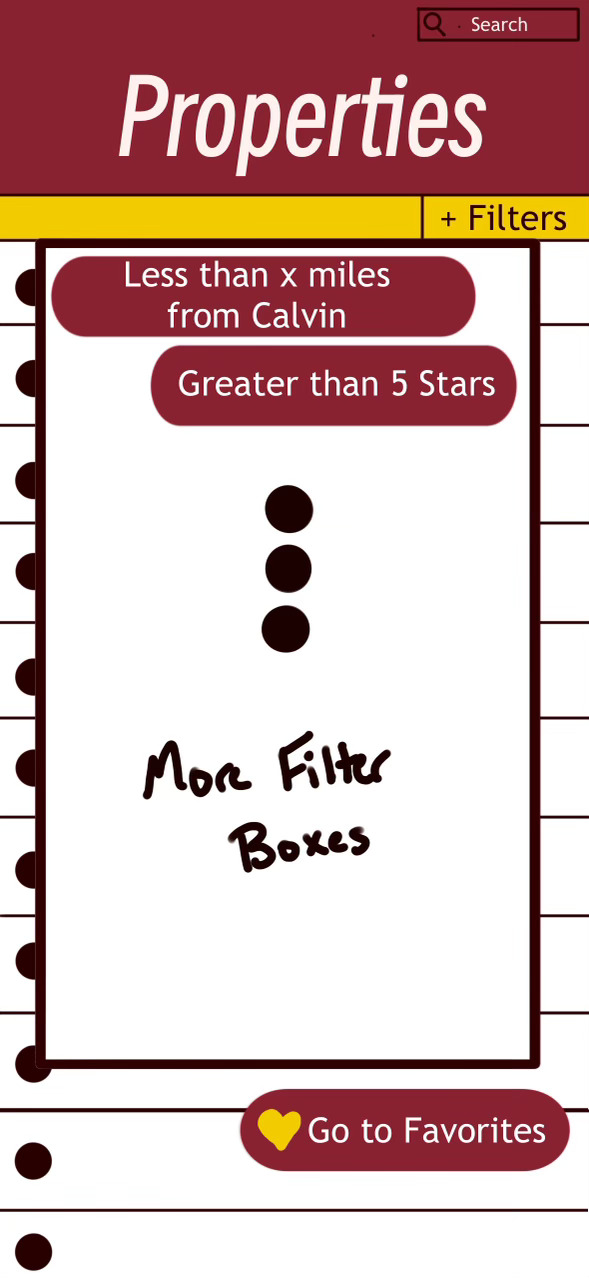 Search
Properties
+ Filters
Less than x miles
from Calvin
Greater than 5 Stars
More Filter
Boxes
Go to Favorites